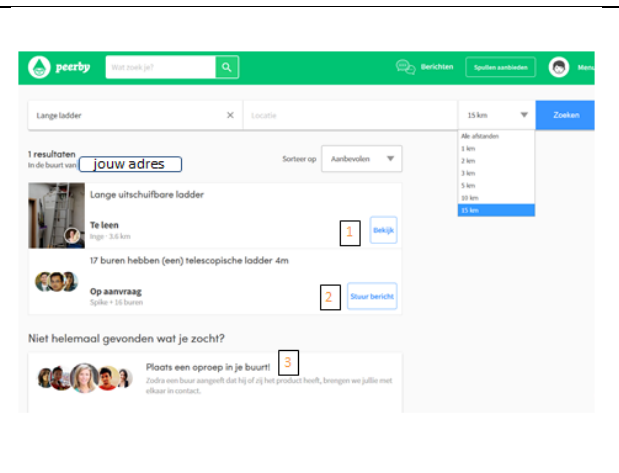 peerby
Wat zoek je?
Berichten
Spullen aanbieden
Menu
Lange ladder
Locatie
15 km
Zoeken
Alle afstanden
1 km
2 km
3 km
5 km
10 km
15 km
1 resultaten
In de buurt van
jouw adres
Sorteer op
Aanbevolen
Lange uitschuifbare ladder
Te leen
Inge - 3.6 km
1
Bekijk
17 buren hebben (een) telescopische ladder 4m
Op aanvraag
Spike + 16 buren
2
Stuur bericht
Niet helemaal gevonden wat je zocht?
Plaats een oproep in je buurt!
3
Zodra een buur aangeeft dat hij of zij het product heeft, brengen we jullie met
elkaar in contact.